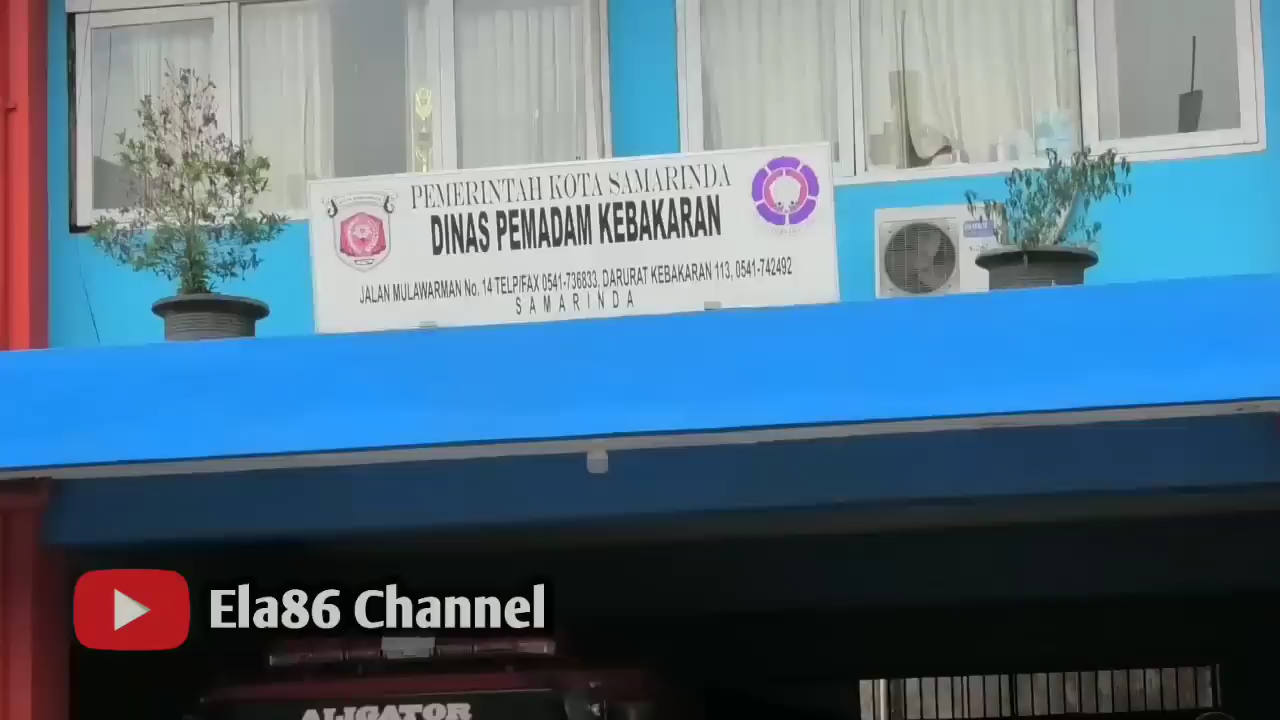 PEMERINTAH KOTA SAMARINDA
DINAS PEMADAM KEBAKARAN
JALAN MULAWARMAN No. 14 TELP/FAX 0541-736833, DARURAT KEBAKARAN 113, 0541-742492
SAMARINDA
Ela86 Channel
ALIGATOR